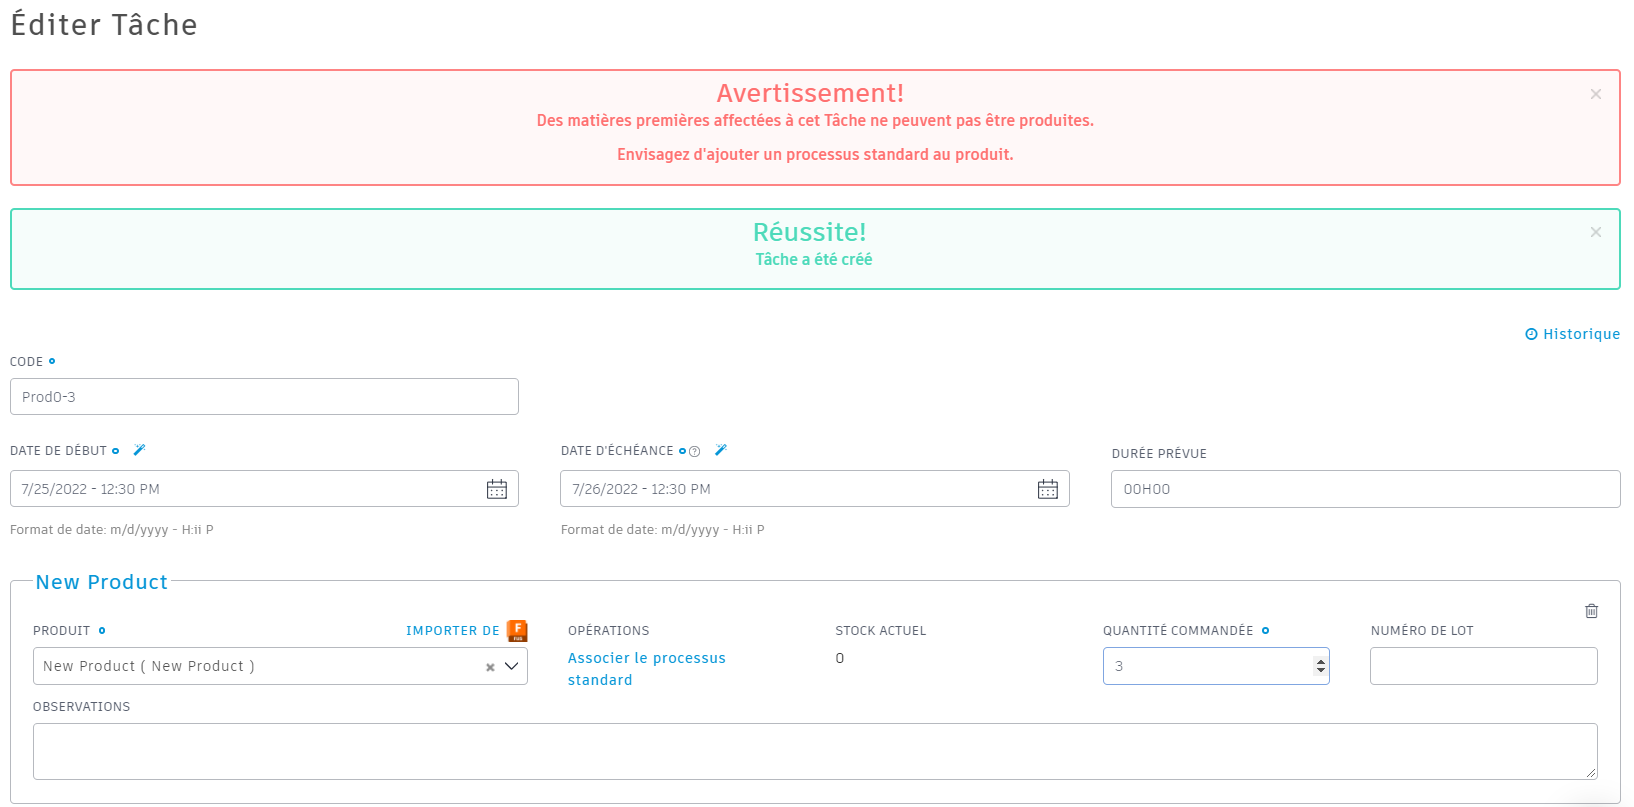 Éditer Tâche
Avertissement!
Des matières premières affectées à cet Tâche ne peuvent pas être produites.
Envisagez d'ajouter un processus standard au produit.
Réussite!
Tâche a été créé
Historique
CODE
Prod0-3
DATE DE DÉBUT
DATE D'ÉCHÉANCE ?
DURÉE PRÉVUE
7/25/2022 - 12:30 PM
7/26/2022 - 12:30 PM
00H00
Format de date: m/d/yyyy - H:ii P
Format de date: m/d/yyyy - H:ii P
New Product
PRODUIT
IMPORTER DE
F
FUS
OPÉRATIONS
STOCK ACTUEL
QUANTITÉ COMMANDÉE
NUMÉRO DE LOT
New Product ( New Product )
Associer le processus
standard
0
3
OBSERVATIONS